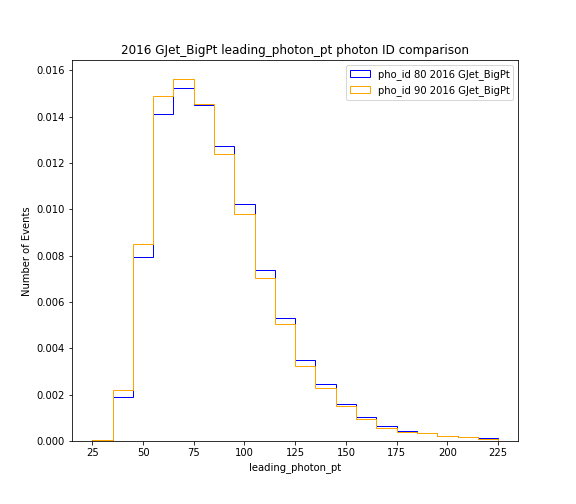 2016 GJet_BigPt leading_photon_pt photon ID comparison
pho_id 80 2016 GJet_BigPt
pho_id 90 2016 GJet_BigPt
Number of Events
0.016
0.014
0.012
0.010
0.008
0.006
0.004
0.002
0.000
25 50 75 100 125 150 175 200 225
leading_photon_pt